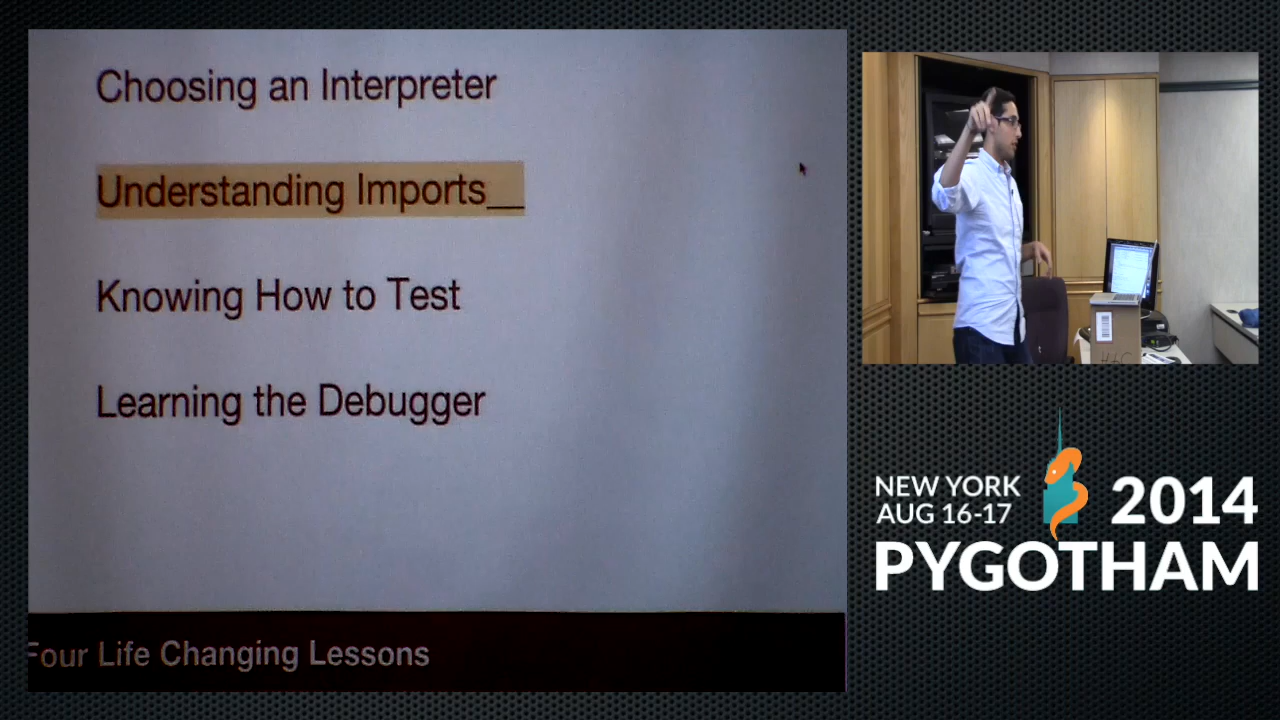 Choosing an Interpreter
Understanding Imports__
Knowing How to Test
Learning the Debugger
Four Life Changing Lessons
NEW YORK
AUG 16-17
2014
PYGOTHAM